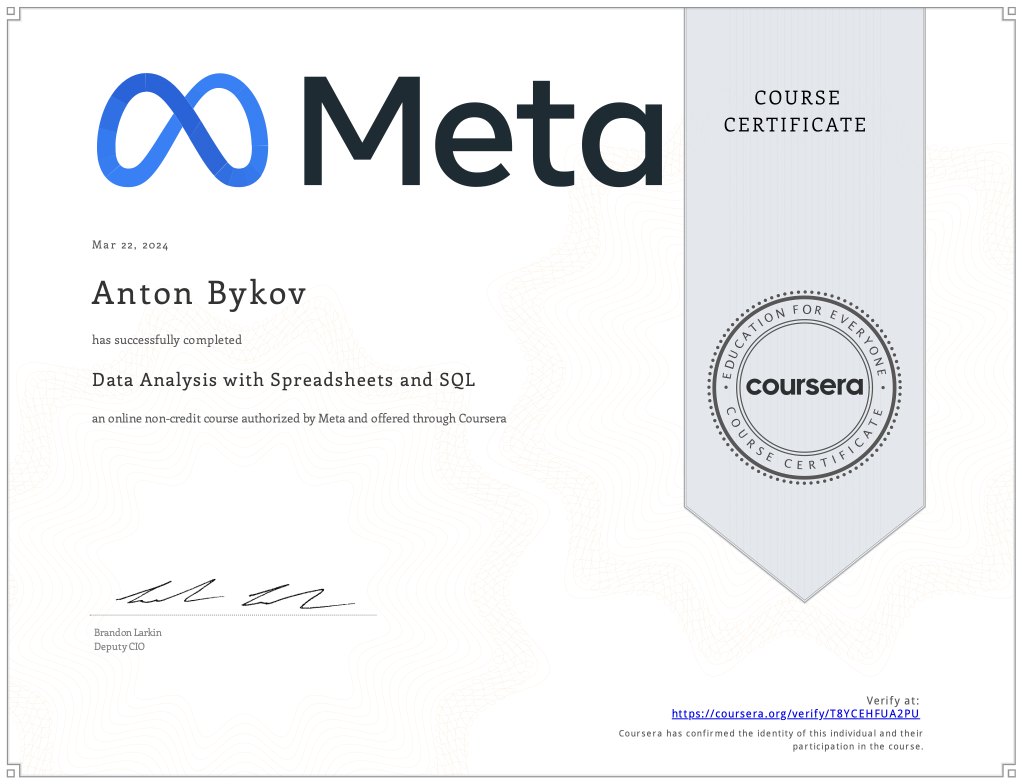 Meta
COURSE
CERTIFICATE
Mar 22, 2024
Anton Bykov
has successfully completed
Data Analysis with Spreadsheets and SQL
an online non-credit course authorized by Meta and offered through Coursera
EDUCATION FOR EVERYONE
coursera
COURSE CERTIFICATE
Brandon Larkin
Deputy CIO
Verify at:
https://coursera.org/verify/T8YCEHFUA2PU
Coursera has confirmed the identity of this individual and their
participation in the course.